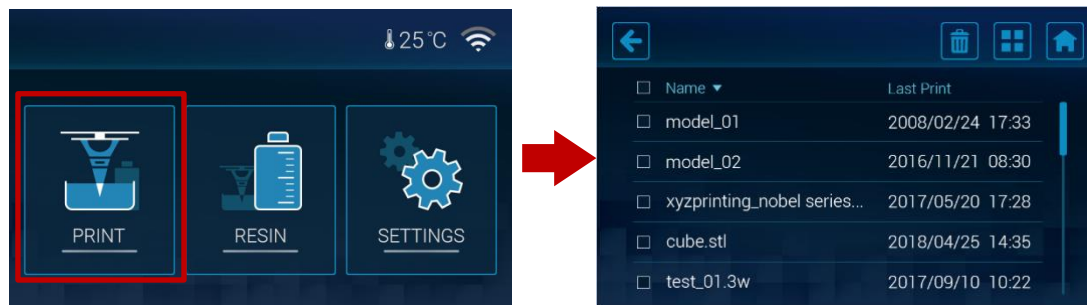 25°C
PRINT
RESIN
SETTINGS
Name Last Print
model_01 2008/02/24 17:33
model_02 2016/11/21 08:30
xyzprinting_nobel series... 2017/05/20 17:28
cube.stl 2018/04/25 14:35
test_01.3w 2017/09/10 10:22